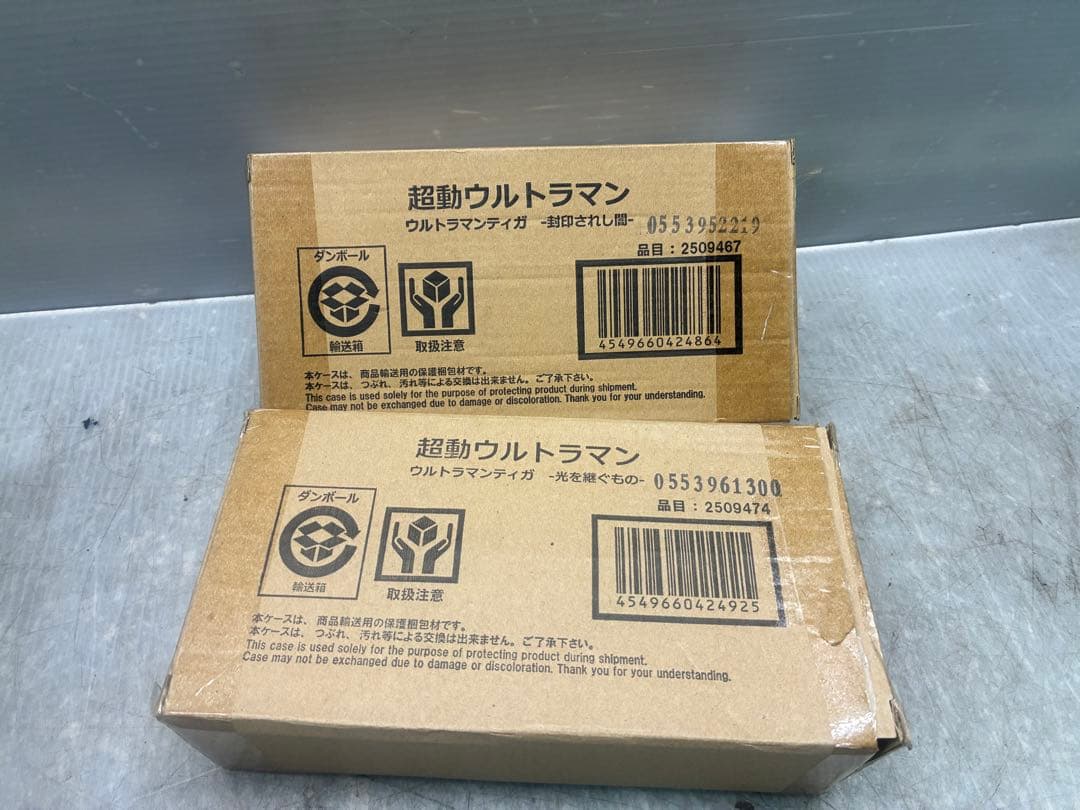 超動ウルトラマン
ウルトラマンティガ -封印されし闇- 0553952219
品目：2509467
ダンボール
輸送箱
取扱注意
4549660424864
本ケースは、商品輸送用の保護梱包材です。
本ケースは、つぶれ、汚れ等による交換は出来ません。ご了承下さい。
This case is used solely for the purpose of protecting product during shipment.
Case may not be exchanged due to damage or discoloration. Thank you for your understanding.
超動ウルトラマン
ウルトラマンティガ -光を継ぐもの- 0553961300
品目：2509474
ダンボール
輸送箱
取扱注意
4549660424925
本ケースは、商品輸送用の保護梱包材です。
本ケースは、つぶれ、汚れ等による交換は出来ません。ご了承下さい。
This case is used solely for the purpose of protecting product during shipment.
Case may not be exchanged due to damage or discoloration. Thank you for your understanding.